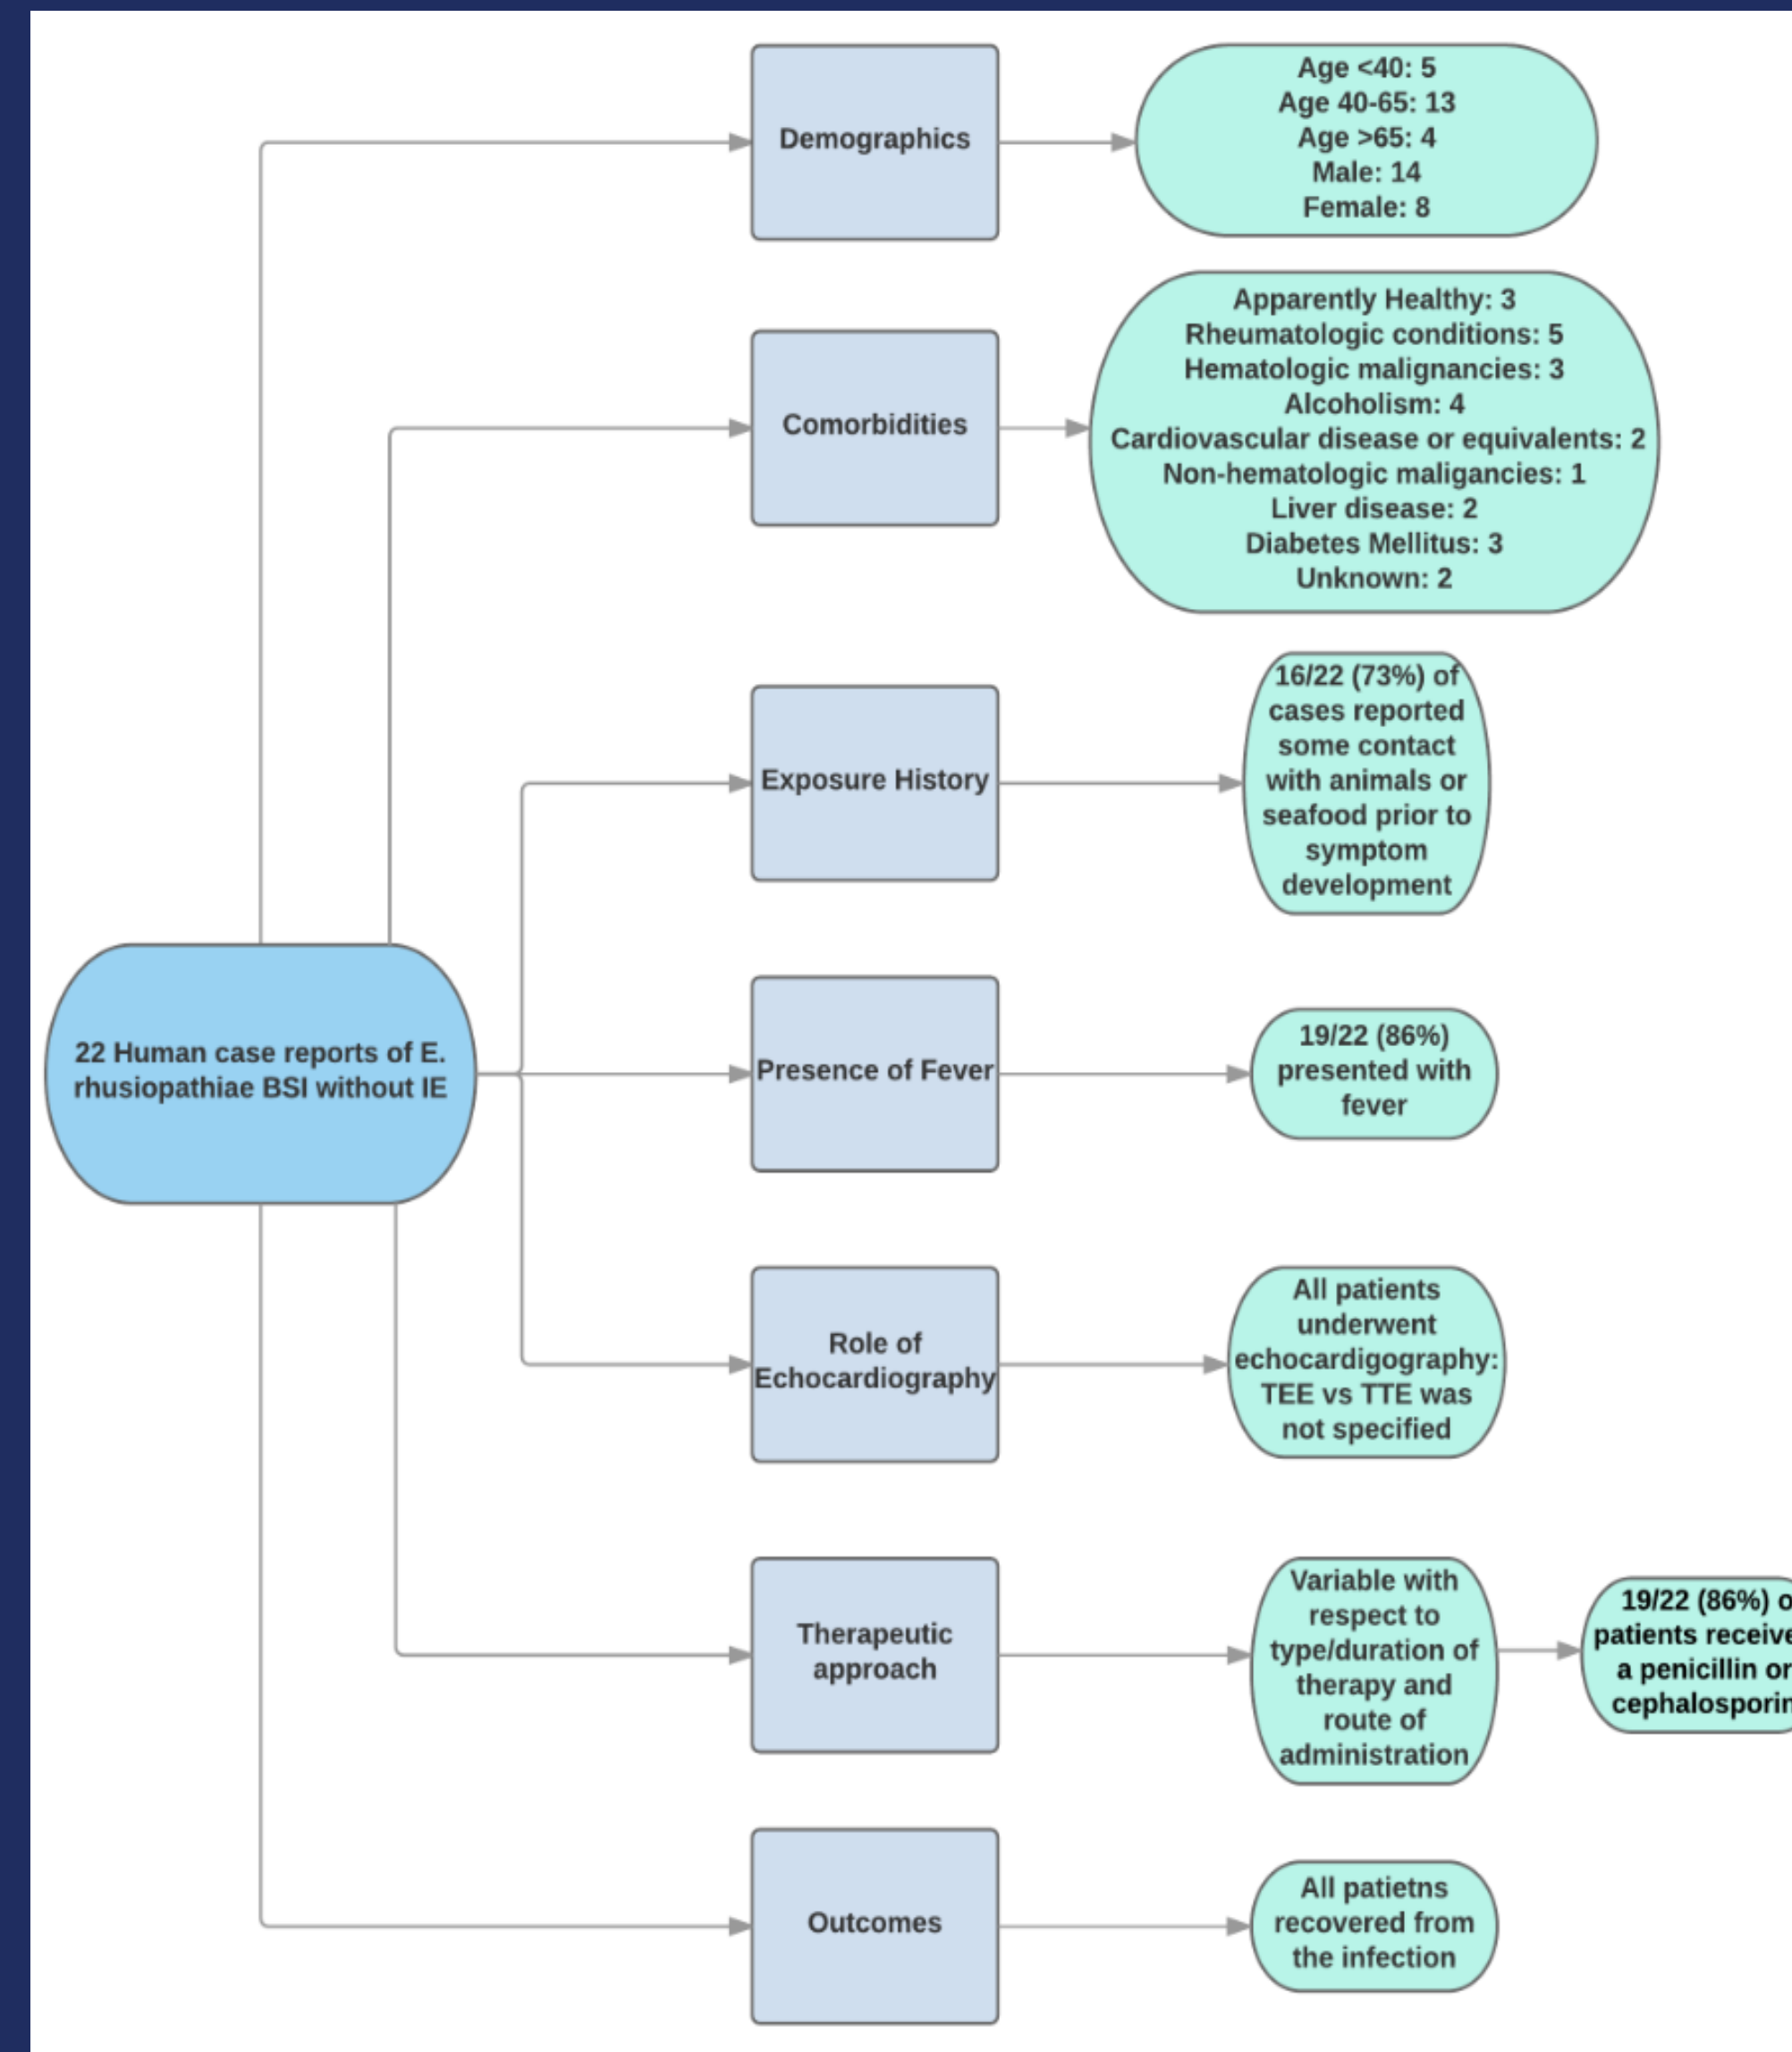 Demographics
Age <40: 5
Age 40-65: 13
Age >65: 4
Male: 14
Female: 8
Comorbidities
Apparently Healthy: 3
Rheumatologic conditions: 5
Hematologic malignancies: 3
Alcoholism: 4
Cardiovascular disease or equivalents: 2
Non-hematologic maligancies: 1
Liver disease: 2
Diabetes Mellitus: 3
Unknown: 2
Exposure History
16/22 (73%) of
cases reported
some contact
with animals or
seafood prior to
symptom
development
22 Human case reports of E.
rhusiopathiae BSI without IE
Presence of Fever
19/22 (86%)
presented with
fever
Role of
Echocardiography
All patients
underwent
echocardigography:
TEE vs TTE was
not specified
Therapeutic
approach
Variable with
respect to
type/duration of
therapy and
route of
administration
19/22 (86%)
patients
a penicillin or
cephalosporin
Outcomes
All patietns
recovered from
the infection